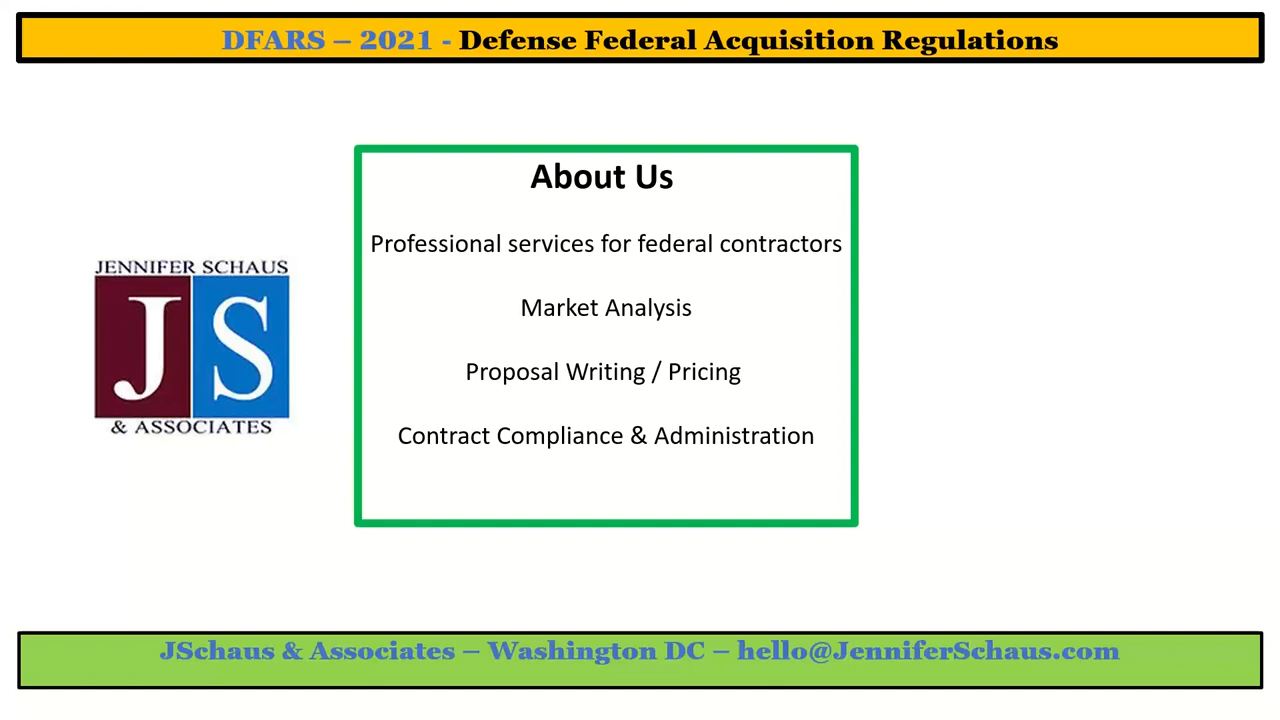 DFARS – 2021 - Defense Federal Acquisition Regulations
About Us
Professional services for federal contractors
Market Analysis
Proposal Writing / Pricing
Contract Compliance & Administration
JENNIFER SCHAUS
JS
& ASSOCIATES
JSchaus & Associates – Washington DC – hello@JenniferSchaus.com